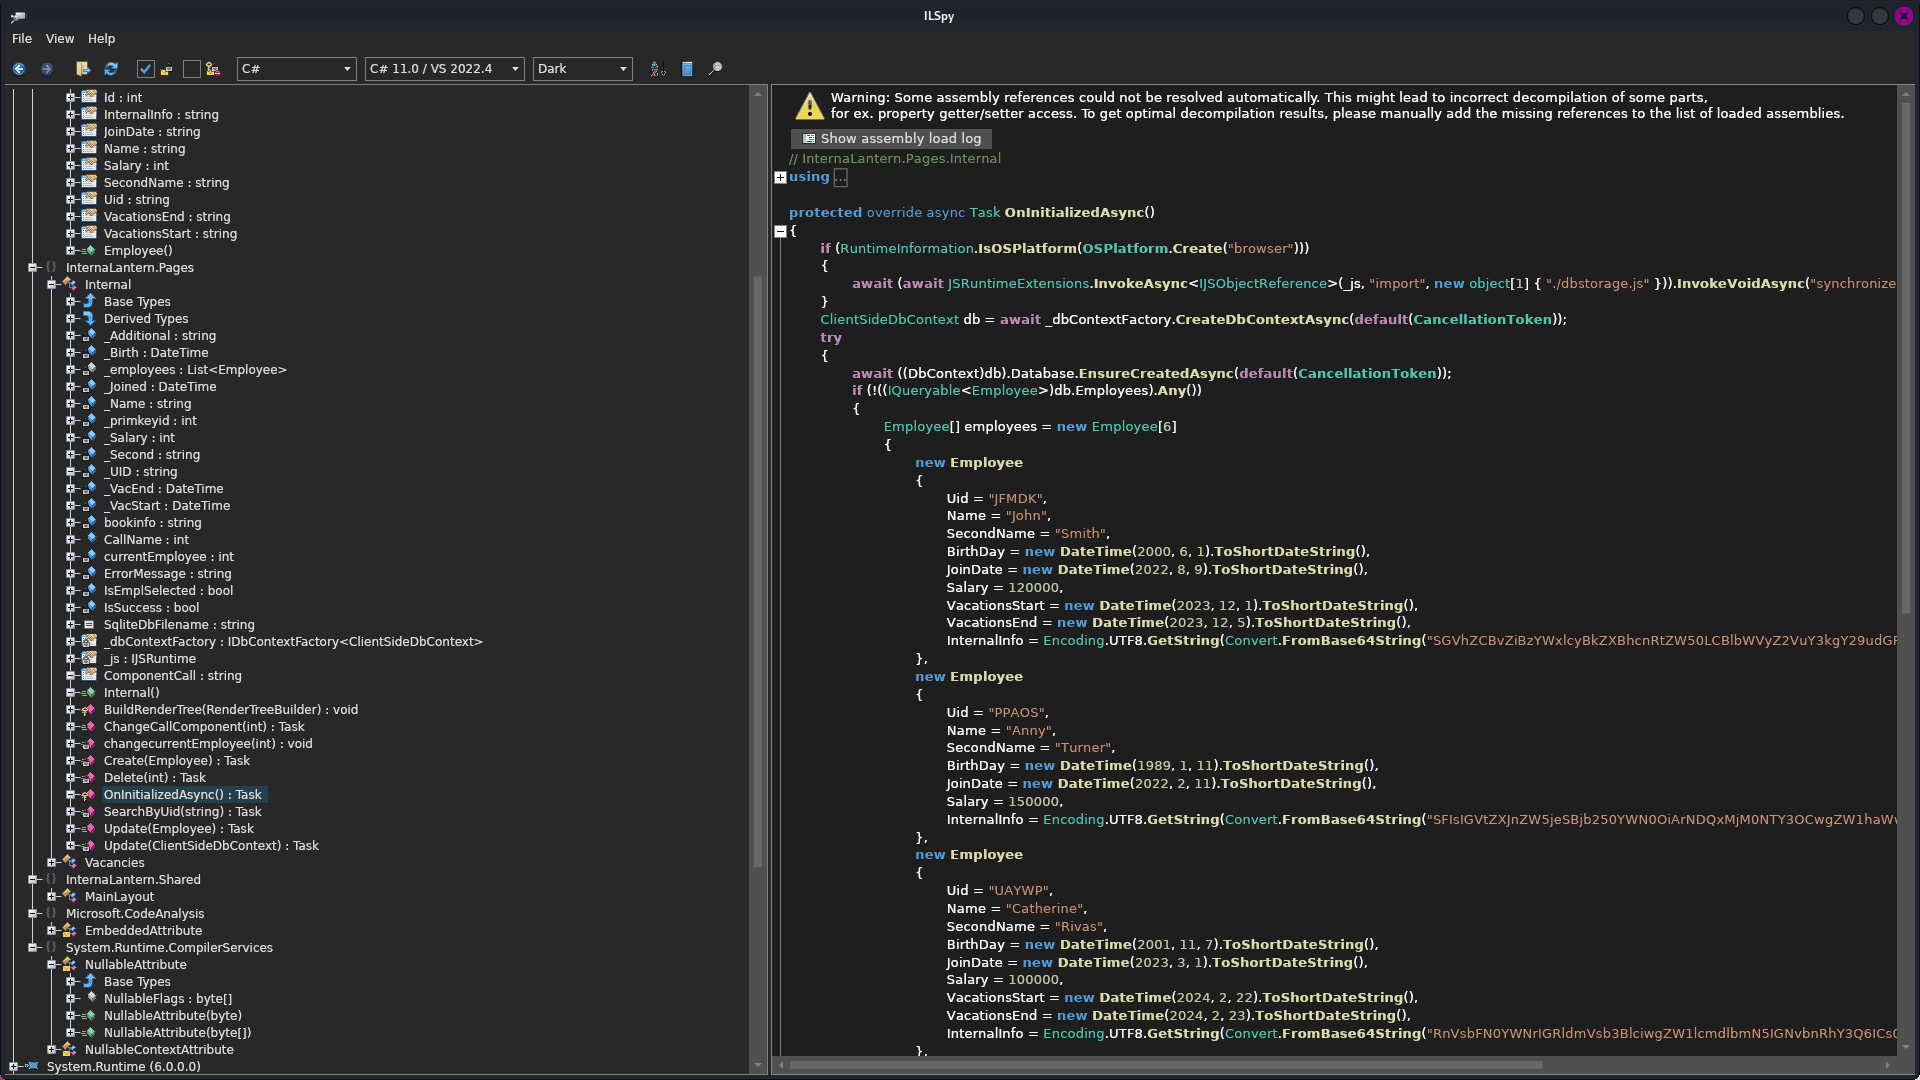 ILSpy
File View Help
C# C# 11.0 / VS 2022.4 Dark
Id : int
InternalInfo : string
JoinDate : string
Name : string
Salary : int
SecondName : string
Uid : string
VacationsEnd : string
VacationsStart : string
Employee()
InternaLantern.Pages
Internal
Base Types
Derived Types
_Additional : string
_Birth : DateTime
_employees : List<Employee>
_Joined : DateTime
_Name : string
_primkeyid : int
_Salary : int
_Second : string
_UID : string
_VacEnd : DateTime
_VacStart : DateTime
bookinfo : string
CallName : int
currentEmployee : int
ErrorMessage : string
IsEmplSelected : bool
IsSuccess : bool
SqliteDbFilename : string
_dbContextFactory : IDbContextFactory<ClientSideDbContext>
_js : IJSRuntime
ComponentCall : string
Internal()
BuildRenderTree(RenderTreeBuilder) : void
ChangeCallComponent(int) : Task
changecurrentEmployee(int) : void
Create(Employee) : Task
Delete(int) : Task
OnInitializedAsync() : Task
SearchByUid(string) : Task
Update(Employee) : Task
Update(ClientSideDbContext) : Task
Vacancies
InternaLantern.Shared
MainLayout
Microsoft.CodeAnalysis
EmbeddedAttribute
System.Runtime.CompilerServices
NullableAttribute
Base Types
NullableFlags : byte[]
NullableAttribute(byte)
NullableAttribute(byte[])
NullableContextAttribute
System.Runtime (6.0.0.0)
Warning: Some assembly references could not be resolved automatically. This might lead to incorrect decompilation of some parts,
for ex. property getter/setter access. To get optimal decompilation results, please manually add the missing references to the list of loaded assemblies.
Show assembly load log
// InternaLantern.Pages.Internal
using ...
protected override async Task OnInitializedAsync()
{
if (RuntimeInformation.IsOSPlatform(OSPlatform.Create("browser")))
{
await (await JSRuntimeExtensions.InvokeAsync<IJSObjectReference>(_js, "import", new object[1] { "./dbstorage.js" })).InvokeVoidAsync("synchronize
}
ClientSideDbContext db = await _dbContextFactory.CreateDbContextAsync(default(CancellationToken));
try
{
await ((DbContext)db).Database.EnsureCreatedAsync(default(CancellationToken));
if (!((IQueryable<Employee>)db.Employees).Any())
{
Employee[] employees = new Employee[6]
{
new Employee
{
Uid = "JFMDK",
Name = "John",
SecondName = "Smith",
BirthDay = new DateTime(2000, 6, 1).ToShortDateString(),
JoinDate = new DateTime(2022, 8, 9).ToShortDateString(),
Salary = 120000,
VacationsStart = new DateTime(2023, 12, 1).ToShortDateString(),
VacationsEnd = new DateTime(2023, 12, 5).ToShortDateString(),
InternalInfo = Encoding.UTF8.GetString(Convert.FromBase64String("SGVhZCBvZiBzYWxlcyBkZXBhcnRtZW50LCBlbWVyZ2VuY3kgY29udGF
},
new Employee
{
Uid = "PPAOS",
Name = "Anny",
SecondName = "Turner",
BirthDay = new DateTime(1989, 1, 11).ToShortDateString(),
JoinDate = new DateTime(2022, 2, 11).ToShortDateString(),
Salary = 150000,
InternalInfo = Encoding.UTF8.GetString(Convert.FromBase64String("SFIsIGVtZXJnZW5jeSBjb250YWN0OiArNDQxMjM0NTY3OCwgZW1haW
},
new Employee
{
Uid = "UAYWP",
Name = "Catherine",
SecondName = "Rivas",
BirthDay = new DateTime(2001, 11, 7).ToShortDateString(),
JoinDate = new DateTime(2023, 3, 1).ToShortDateString(),
Salary = 100000,
VacationsStart = new DateTime(2024, 2, 22).ToShortDateString(),
VacationsEnd = new DateTime(2024, 2, 23).ToShortDateString(),
InternalInfo = Encoding.UTF8.GetString(Convert.FromBase64String("RnVsbFN0YWNrIGRldmVsb3BlciwgZW1lcmdlbmN5IGNvbnRhY3Q6ICs0
},